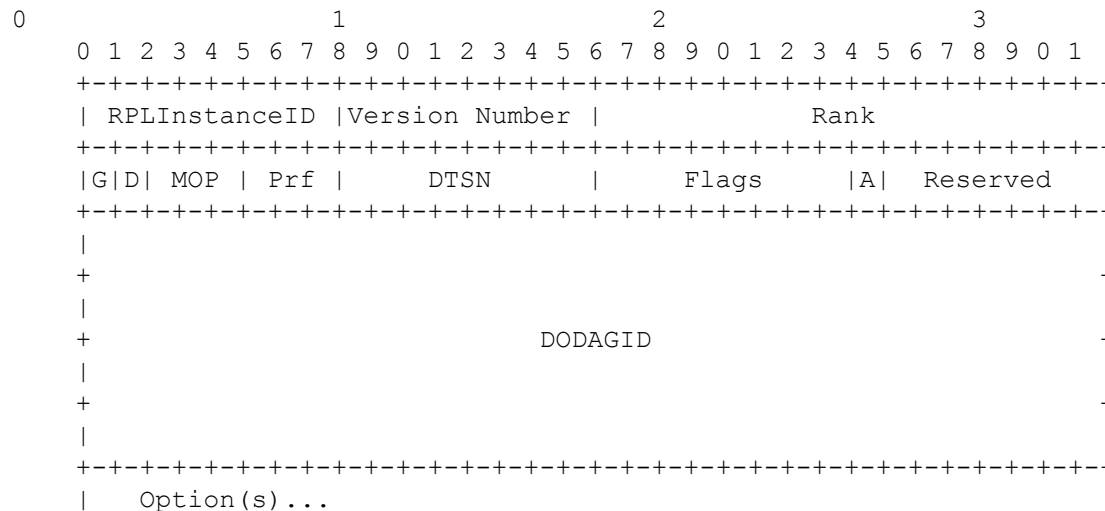 0                   1                   2                   3
    0 1 2 3 4 5 6 7 8 9 0 1 2 3 4 5 6 7 8 9 0 1 2 3 4 5 6 7 8 9 0 1
    +-+-+-+-+-+-+-+-+-+-+-+-+-+-+-+-+-+-+-+-+-+-+-+-+-+-+-+-+-+-+-+-
    | RPLInstanceID |Version Number |             Rank
    +-+-+-+-+-+-+-+-+-+-+-+-+-+-+-+-+-+-+-+-+-+-+-+-+-+-+-+-+-+-+-+-
    |G|D| MOP | Prf |     DTSN      |     Flags     |A|  Reserved
    +-+-+-+-+-+-+-+-+-+-+-+-+-+-+-+-+-+-+-+-+-+-+-+-+-+-+-+-+-+-+-+-
    |
    +                                                               -
    |
    +                            DODAGID                            -
    |
    +                                                               -
    |
    +-+-+-+-+-+-+-+-+-+-+-+-+-+-+-+-+-+-+-+-+-+-+-+-+-+-+-+-+-+-+-+-
    |   Option(s)...